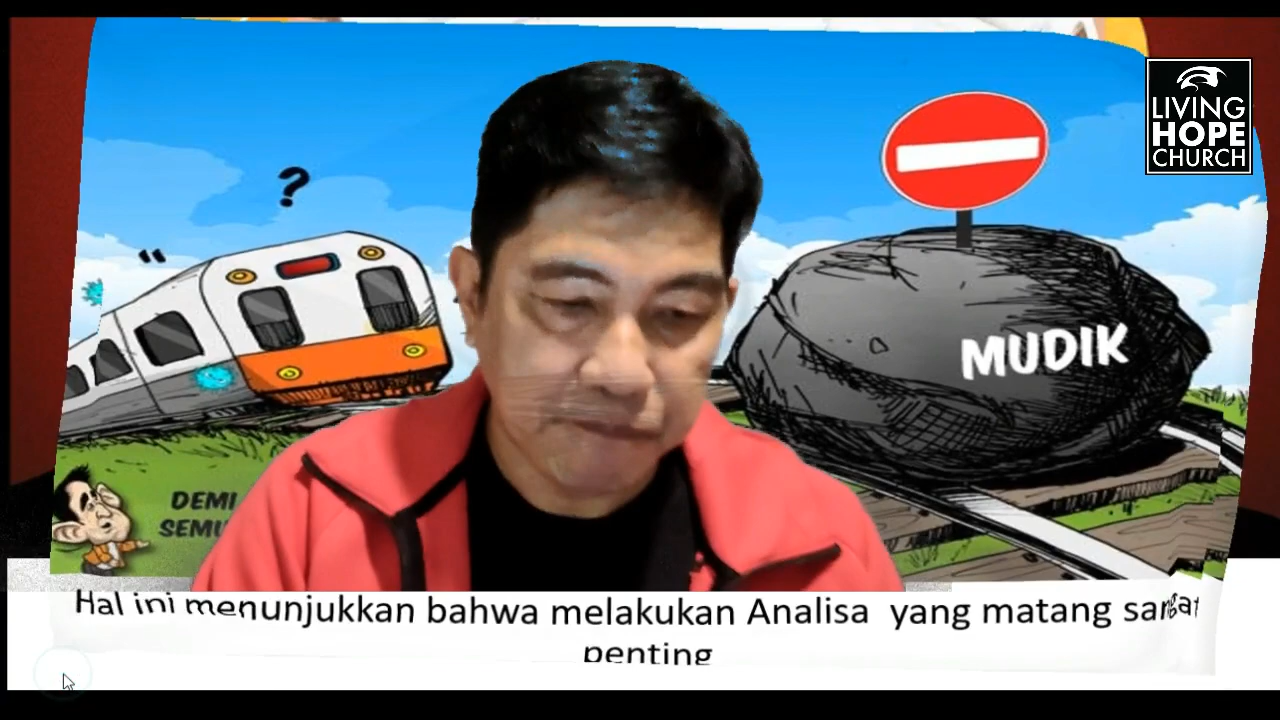 LIVING
HOPE
CHURCH
?
MUDIK
DEMI
SEMU
Hal ini menunjukkan bahwa melakukan Analisa yang matang sangat
penting